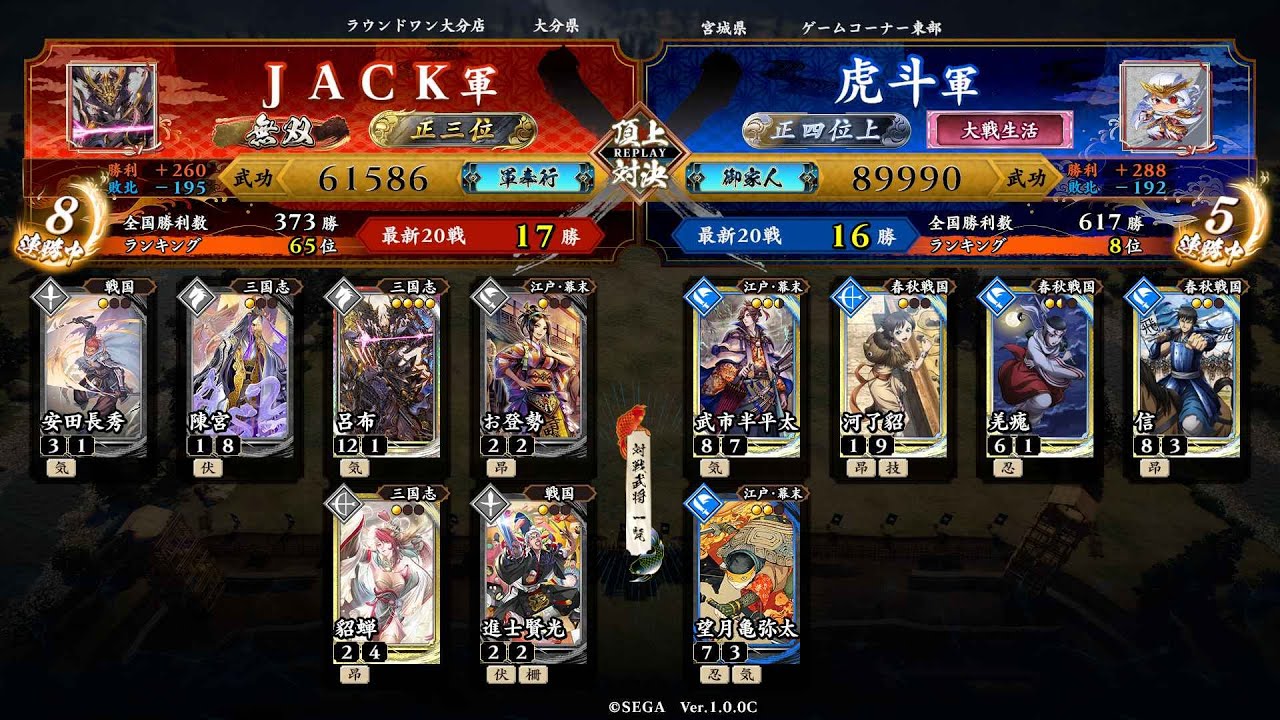 ラウンドワン大分店 大分県
宮城県 ゲームコーナー東部
JACK軍
虎斗軍
無双 正三位
正四位上 大戦生活
頂上
REPLAY
対決
勝利 +260
敗北 -195
武功 61586 軍奉行
御家人 89990 武功
勝利 +288
敗北 -192
8
連勝中
全国勝利数 373勝
ランキング 65位
最新20戦 17勝
最新20戦 16勝
全国勝利数 617勝
ランキング 8位
5
連勝中
戦国
安田長秀
3 1
気
三国志
陳宮
1 8
伏
三国志
呂布
12 1
気
江戸・幕末
お登勢
2 2
昂
江戸・幕末
武市半平太
8 7
気
春秋戦国
河了貂
1 9
昂 技
春秋戦国
羌瘣
6 1
忍
春秋戦国
飛
信
8 3
昂
対戦武将一覧
三国志
貂蟬
2 4
昂
戦国
進士賢光
2 2
伏 柵
江戸・幕末
望月亀弥太
7 3
忍 気
©SEGA Ver.1.0.0C